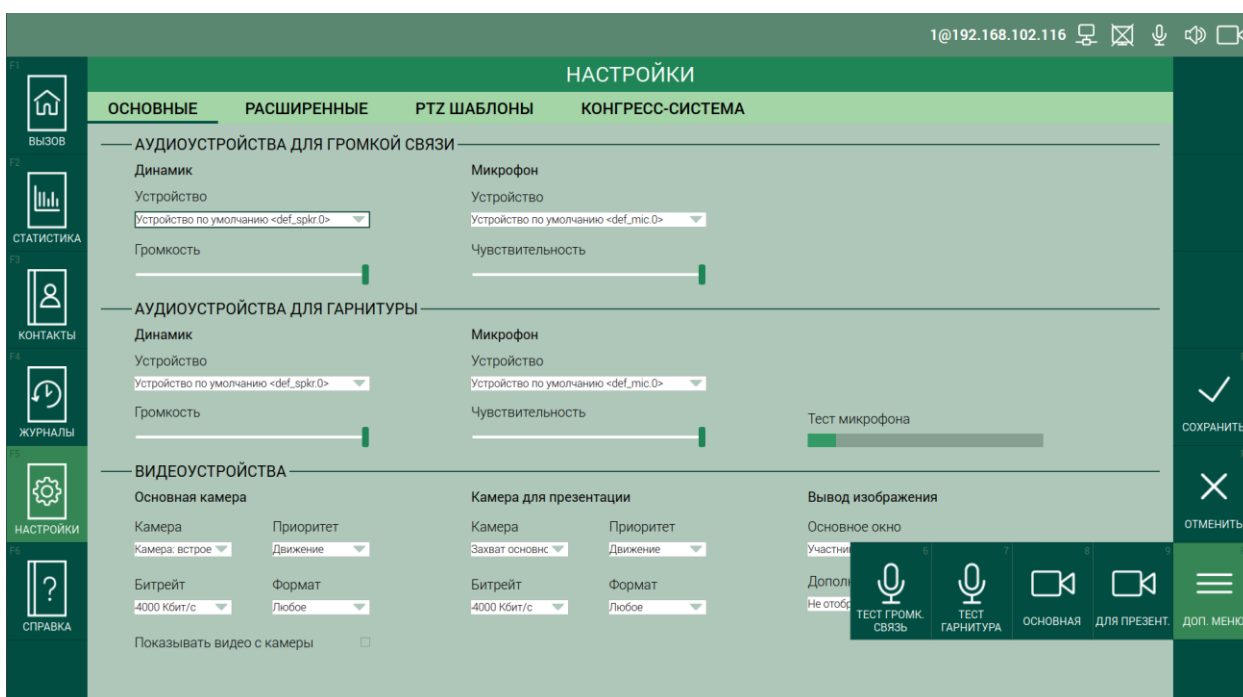 1@192.168.102.116
НАСТРОЙКИ
ОСНОВНЫЕ РАСШИРЕННЫЕ PTZ ШАБЛОНЫ КОНГРЕСС-СИСТЕМА
F1
ВЫЗОВ
F2
СТАТИСТИКА
F3
КОНТАКТЫ
F4
ЖУРНАЛЫ
F5
НАСТРОЙКИ
F6
СПРАВКА
АУДИОУСТРОЙСТВА ДЛЯ ГРОМКОЙ СВЯЗИ
Динамик Микрофон
Устройство Устройство
Устройство по умолчанию <def_spkr.0> Устройство по умолчанию <def_mic.0>
Громкость Чувствительность
АУДИОУСТРОЙСТВА ДЛЯ ГАРНИТУРЫ
Динамик Микрофон
Устройство Устройство
Устройство по умолчанию <def_spkr.0> Устройство по умолчанию <def_mic.0>
Громкость Чувствительность Тест микрофона
ВИДЕОУСТРОЙСТВА
Основная камера Камера для презентации Вывод изображения
Камера Приоритет Камера Приоритет Основное окно
Камера: встрое Движение Захват основнс Движение Участни
Битрейт Формат Битрейт Формат Дополн
4000 Кбит/с Любое 4000 Кбит/с Любое Не отобр
Показывать видео с камеры
6 7 8 9
ТЕСТ ГРОМК. СВЯЗЬ
ТЕСТ ГАРНИТУРА
ОСНОВНАЯ
ДЛЯ ПРЕЗЕНТ.
СОХРАНИТЬ
ОТМЕНИТЬ
ДОП. МЕНЮ